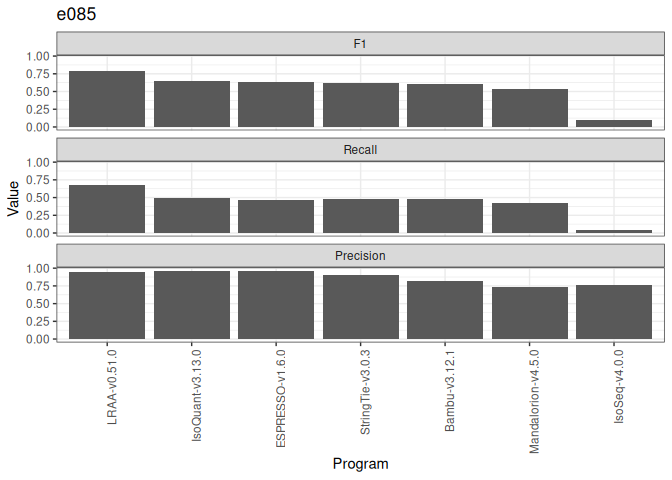 e085
F1
1.00
0.75
0.50
0.25
0.00
Recall
1.00
0.75
0.50
0.25
0.00
Precision
1.00
0.75
0.50
0.25
0.00
Value
LRAA-v0.51.0
IsoQuant-v3.13.0
ESPRESSO-v1.6.0
StringTie-v3.0.3
Bambu-v3.12.1
Mandalorion-v4.5.0
IsoSeq-v4.0.0
Program